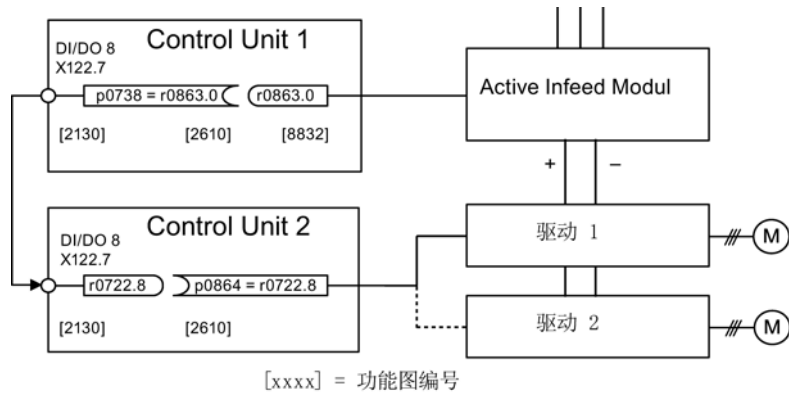 Control Unit 1
DI/DO 8
X122.7
p0738 = r0863.0
r0863.0
[2130]
[2610]
[8832]
Active Infeed Modul
+
−
Control Unit 2
DI/DO 8
X122.7
r0722.8
p0864 = r0722.8
[2130]
[2610]
驱动 1
M
驱动 2
M
[xxxx] = 功能图编号